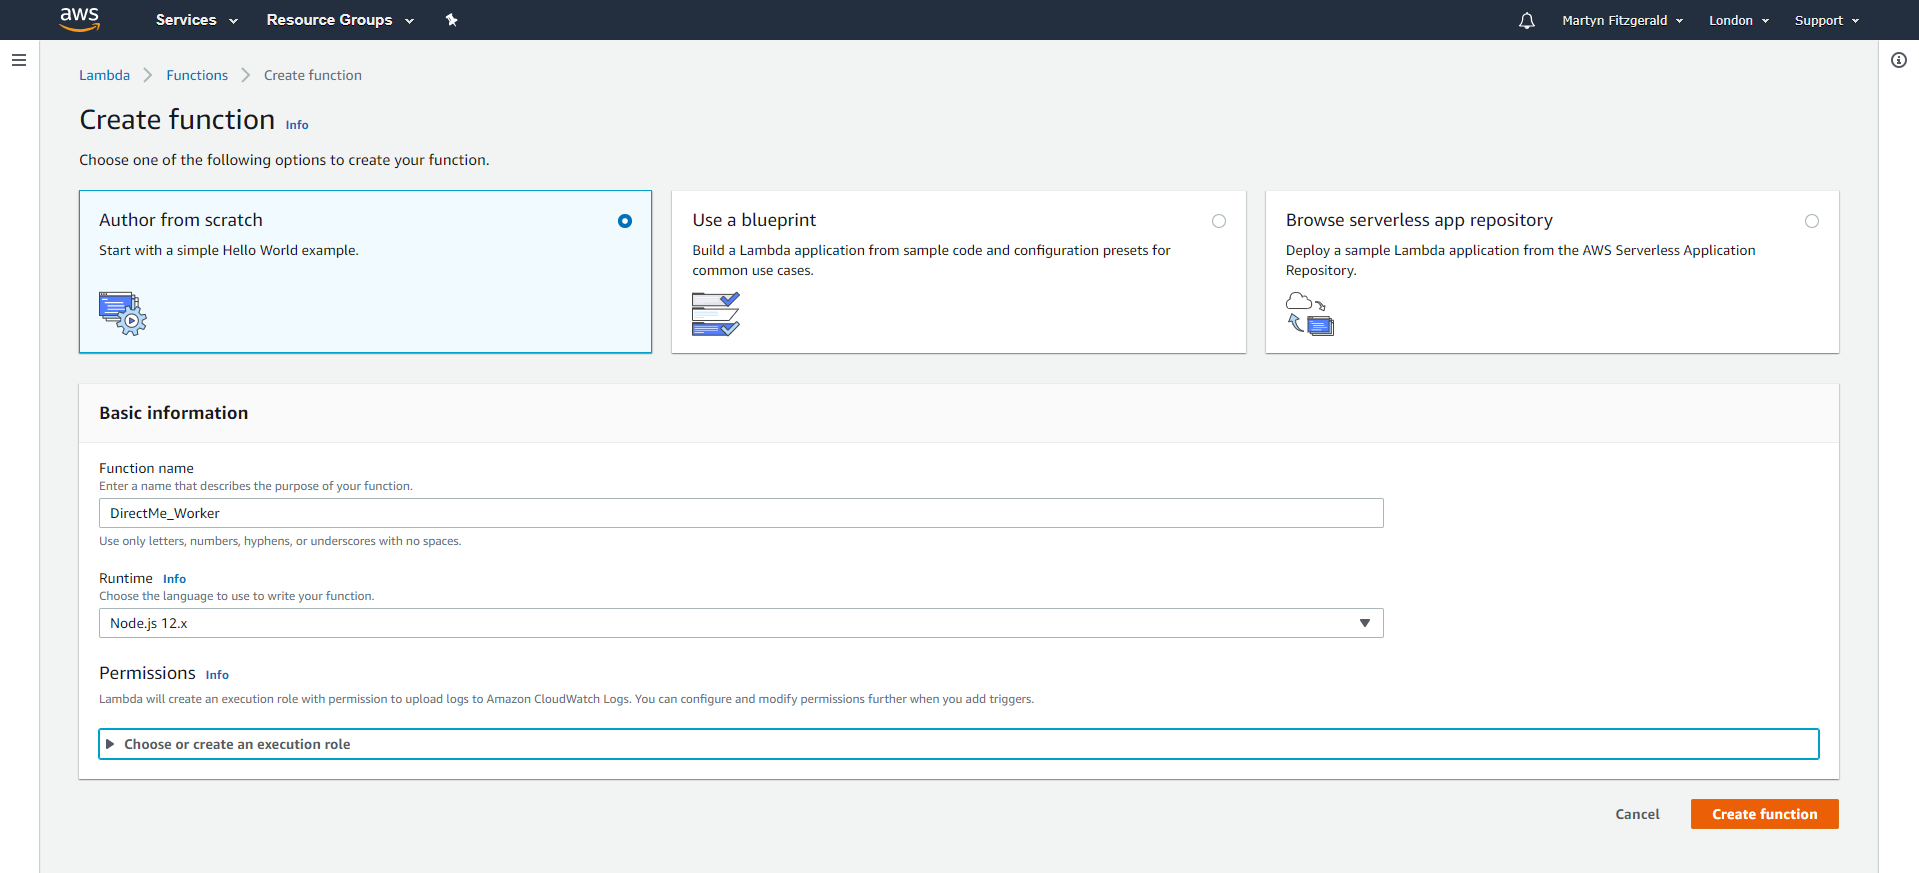 aws Services Resource Groups Martyn Fitzgerald London Support
Lambda Functions Create function
Create function Info
Choose one of the following options to create your function.
Author from scratch
Start with a simple Hello World example.
Use a blueprint
Build a Lambda application from sample code and configuration presets for
common use cases.
Browse serverless app repository
Deploy a sample Lambda application from the AWS Serverless Application
Repository.
Basic information
Function name
Enter a name that describes the purpose of your function.
DirectMe_Worker
Use only letters, numbers, hyphens, or underscores with no spaces.
Runtime Info
Choose the language to use to write your function.
Node.js 12.x
Permissions Info
Lambda will create an execution role with permission to upload logs to Amazon CloudWatch Logs. You can configure and modify permissions further when you add triggers.
Choose or create an execution role
Cancel Create function